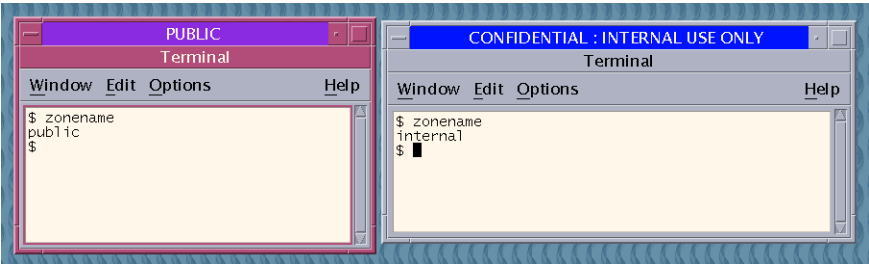 PUBLIC
Terminal
Window Edit Options Help
$ zonename
public
$
CONFIDENTIAL : INTERNAL USE ONLY
Terminal
Window Edit Options Help
$ zonename
internal
$